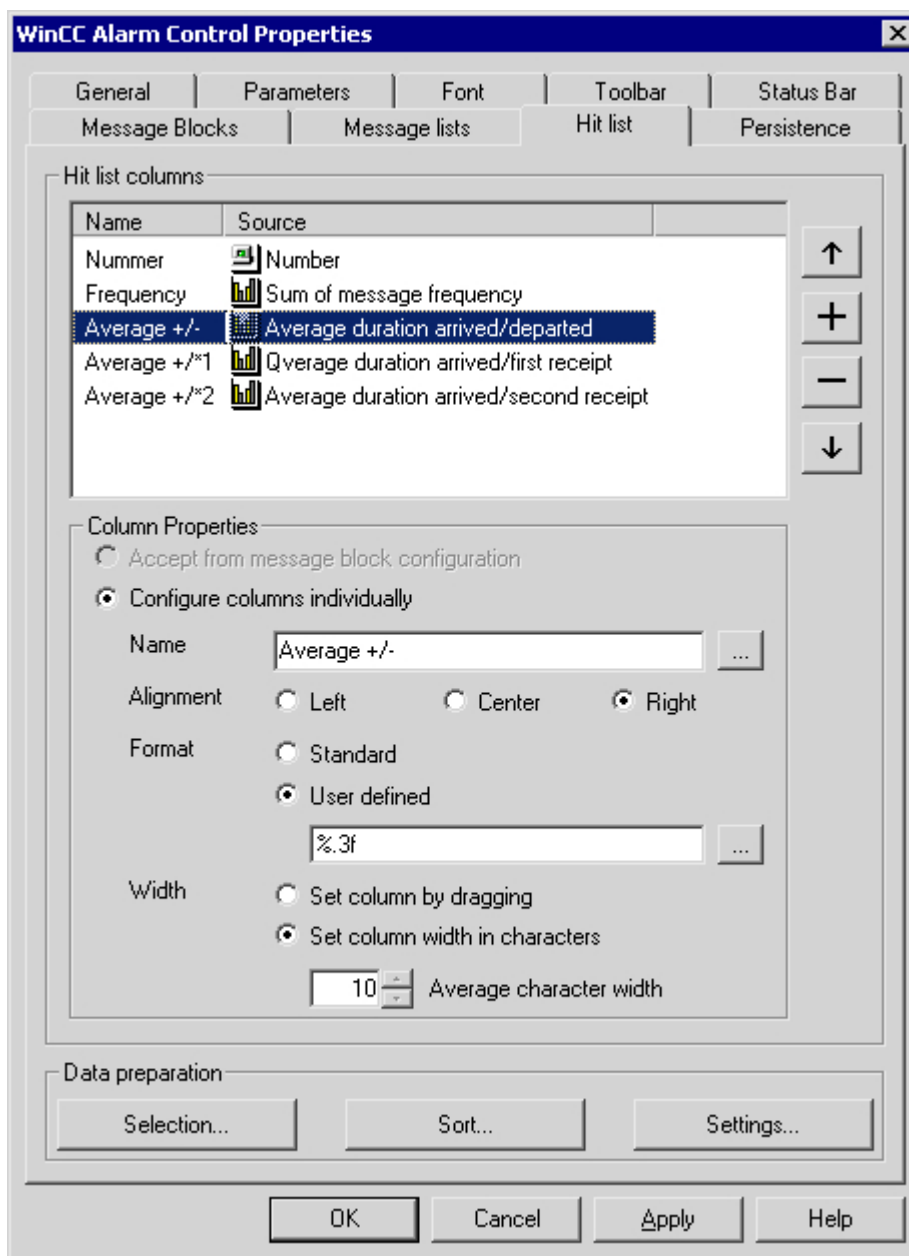 WinCC Alarm Control Properties
General Parameters Font Toolbar Status Bar
Message Blocks Message lists Hit list Persistence
Hit list columns
Name Source
Nummer Number
Frequency Sum of message frequency
Average +/- Average duration arrived/departed
Average +/*1 Qverage duration arrived/first receipt
Average +/*2 Average duration arrived/second receipt
Column Properties
Accept from message block configuration
Configure columns individually
Name Average +/- ...
Alignment Left Center Right
Format Standard
User defined
%.3f ...
Width Set column by dragging
Set column width in characters
10 Average character width
Data preparation
Selection... Sort... Settings...
OK Cancel Apply Help